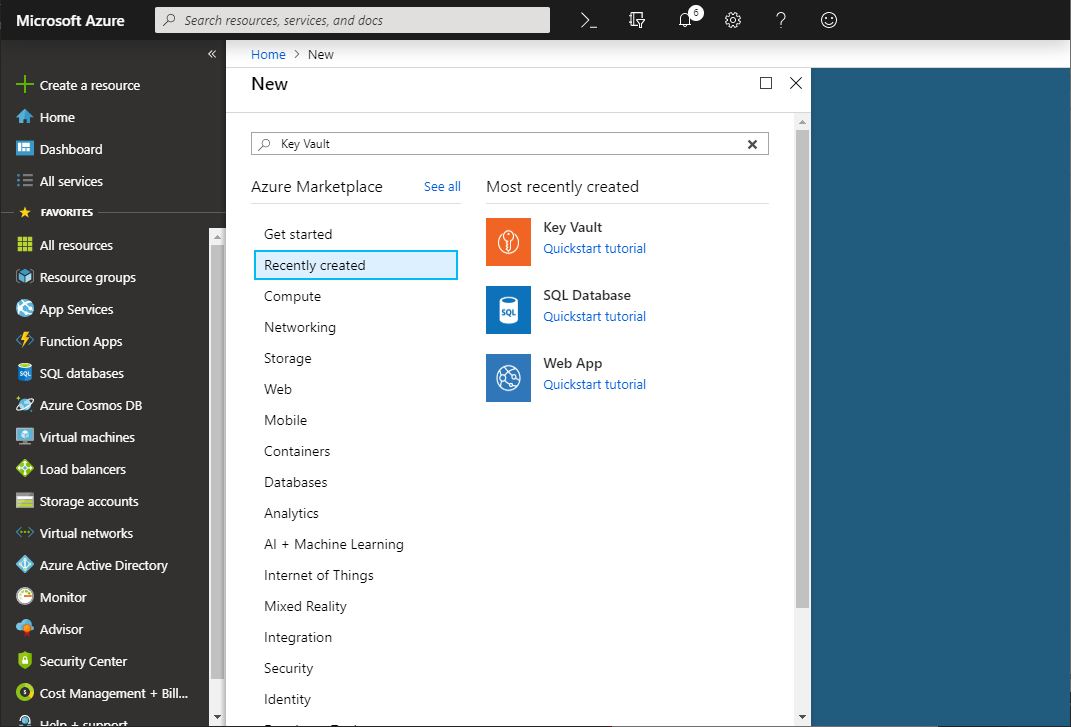 Microsoft Azure
Search resources, services, and docs
6
Home > New
Create a resource
Home
Dashboard
All services
FAVORITES
All resources
Resource groups
App Services
Function Apps
SQL databases
Azure Cosmos DB
Virtual machines
Load balancers
Storage accounts
Virtual networks
Azure Active Directory
Monitor
Advisor
Security Center
Cost Management + Bill...
Help + support
New
Key Vault
Azure Marketplace See all
Get started
Recently created
Compute
Networking
Storage
Web
Mobile
Containers
Databases
Analytics
AI + Machine Learning
Internet of Things
Mixed Reality
Integration
Security
Identity
Most recently created
Key Vault
Quickstart tutorial
SQL
SQL Database
Quickstart tutorial
Web App
Quickstart tutorial